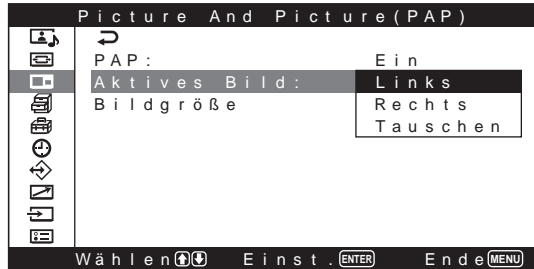 Picture And Picture(PAP)
PAP: Ein
Aktives Bild: Links
Bildgröße Rechts
Tauschen
Wählen Einst. ENTER Ende MENU